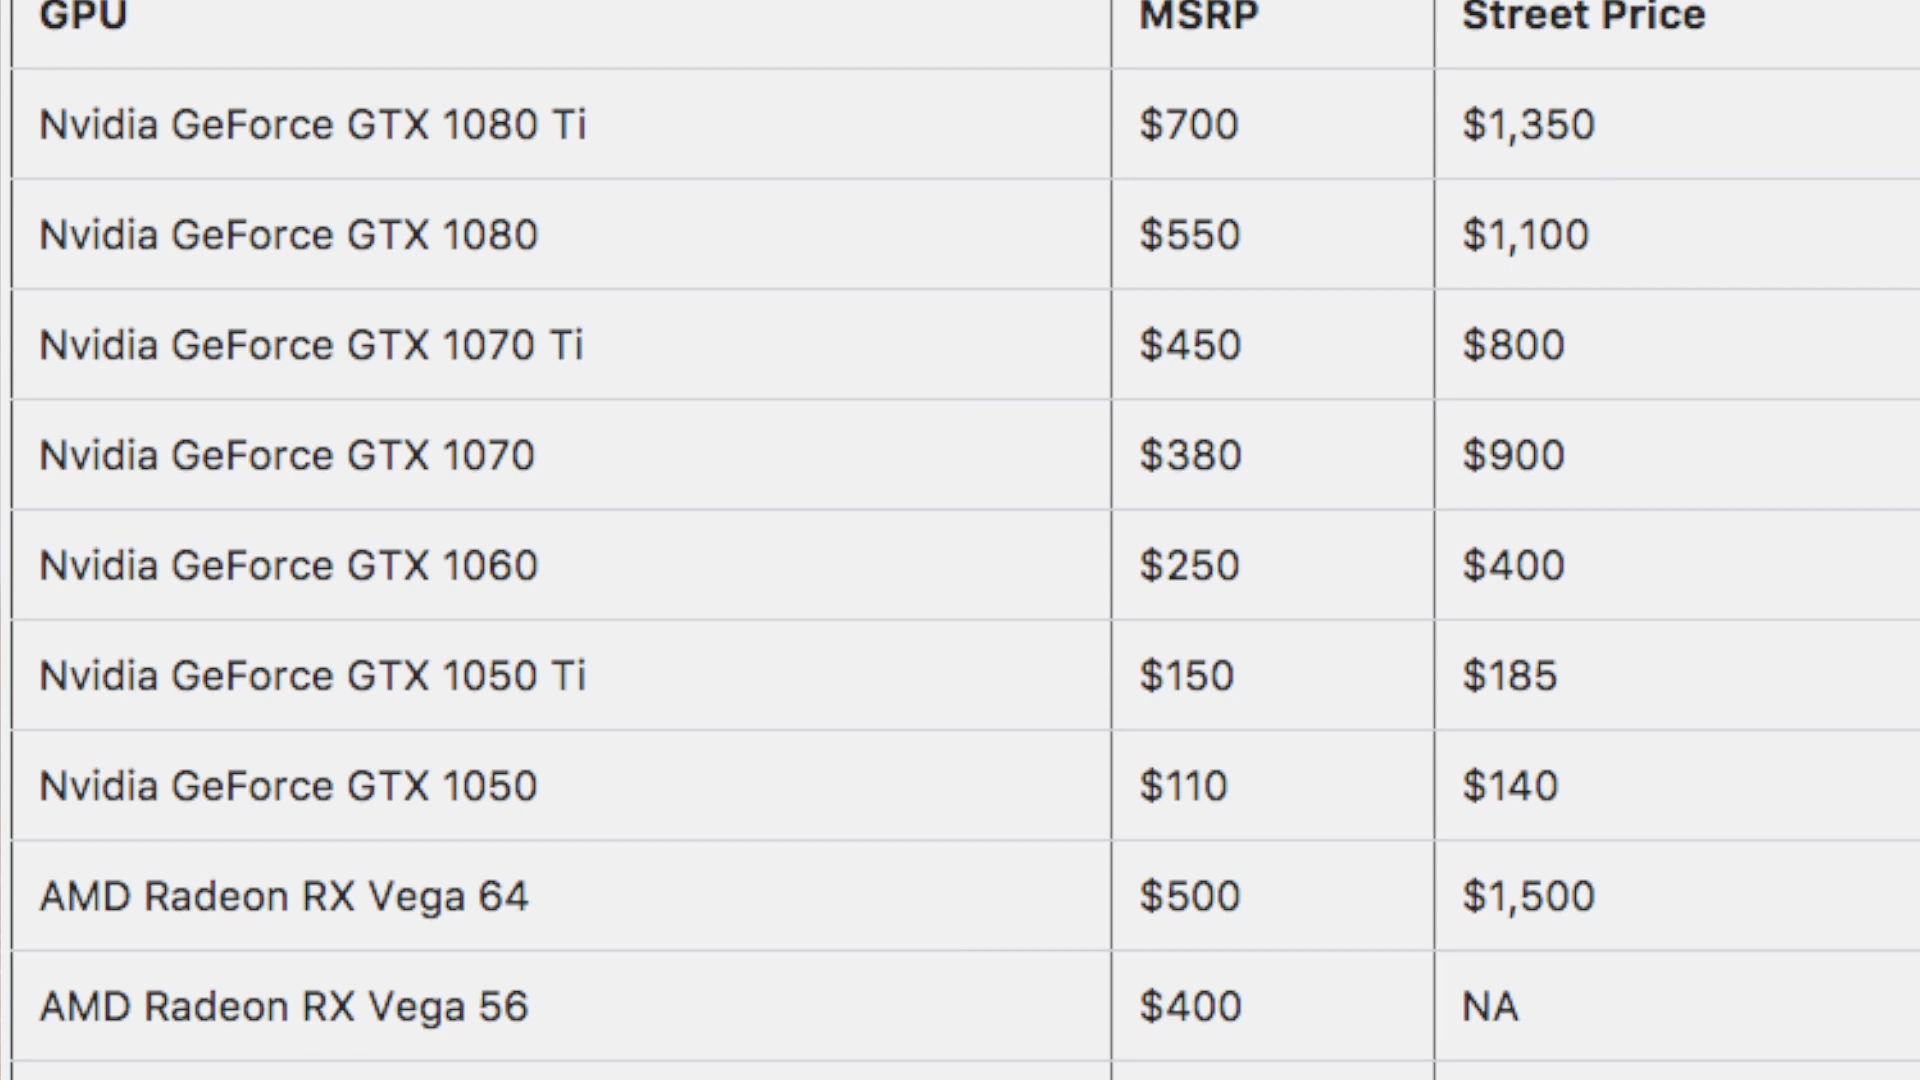 GPU MSRP Street Price
Nvidia GeForce GTX 1080 Ti $700 $1,350
Nvidia GeForce GTX 1080 $550 $1,100
Nvidia GeForce GTX 1070 Ti $450 $800
Nvidia GeForce GTX 1070 $380 $900
Nvidia GeForce GTX 1060 $250 $400
Nvidia GeForce GTX 1050 Ti $150 $185
Nvidia GeForce GTX 1050 $110 $140
AMD Radeon RX Vega 64 $500 $1,500
AMD Radeon RX Vega 56 $400 NA